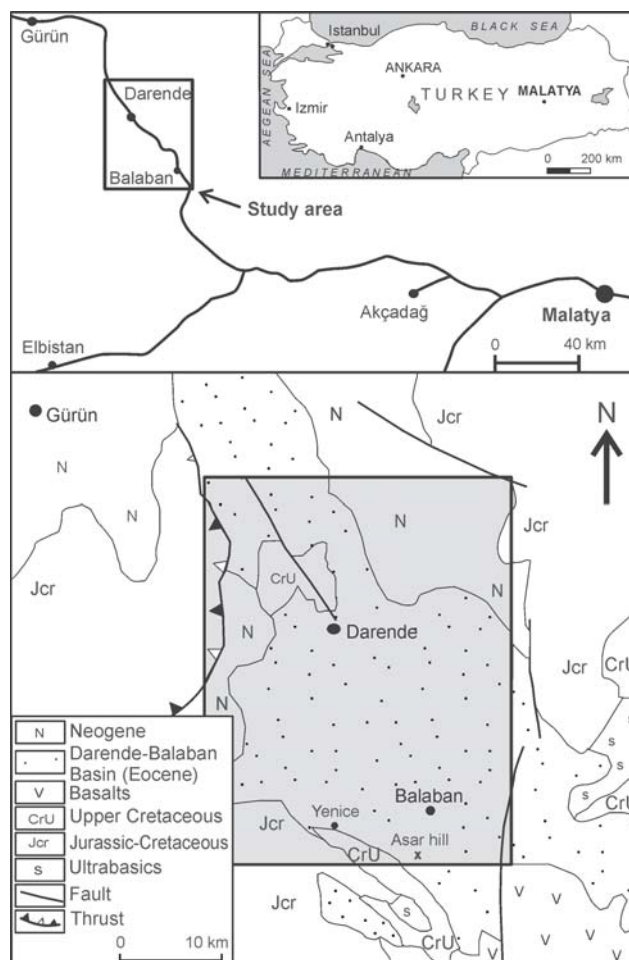 Gürün
Darende
Balaban
Study area
Elbistan
Akçadağ
Malatya
0 40 km
BLACK SEA
Istanbul
ANKARA
TURKEY
MALATYA
AEGEAN SEA
Izmir
Antalya
MEDITERRANEAN
0 200 km
Gürün
N
Jcr
N
N
N
Jcr
N
CrU
N
N
Jcr
Darende
N
Jcr
CrU
s
s
CrU
Balaban
Yenice
Jcr
CrU
Asar hill
x
Jcr
s
CrU
V V
V V V
V V
N Neogene
Darende-Balaban
Basin (Eocene)
V Basalts
CrU Upper Cretaceous
Jcr Jurassic-Cretaceous
s Ultrabasics
Fault
Thrust
0 10 km